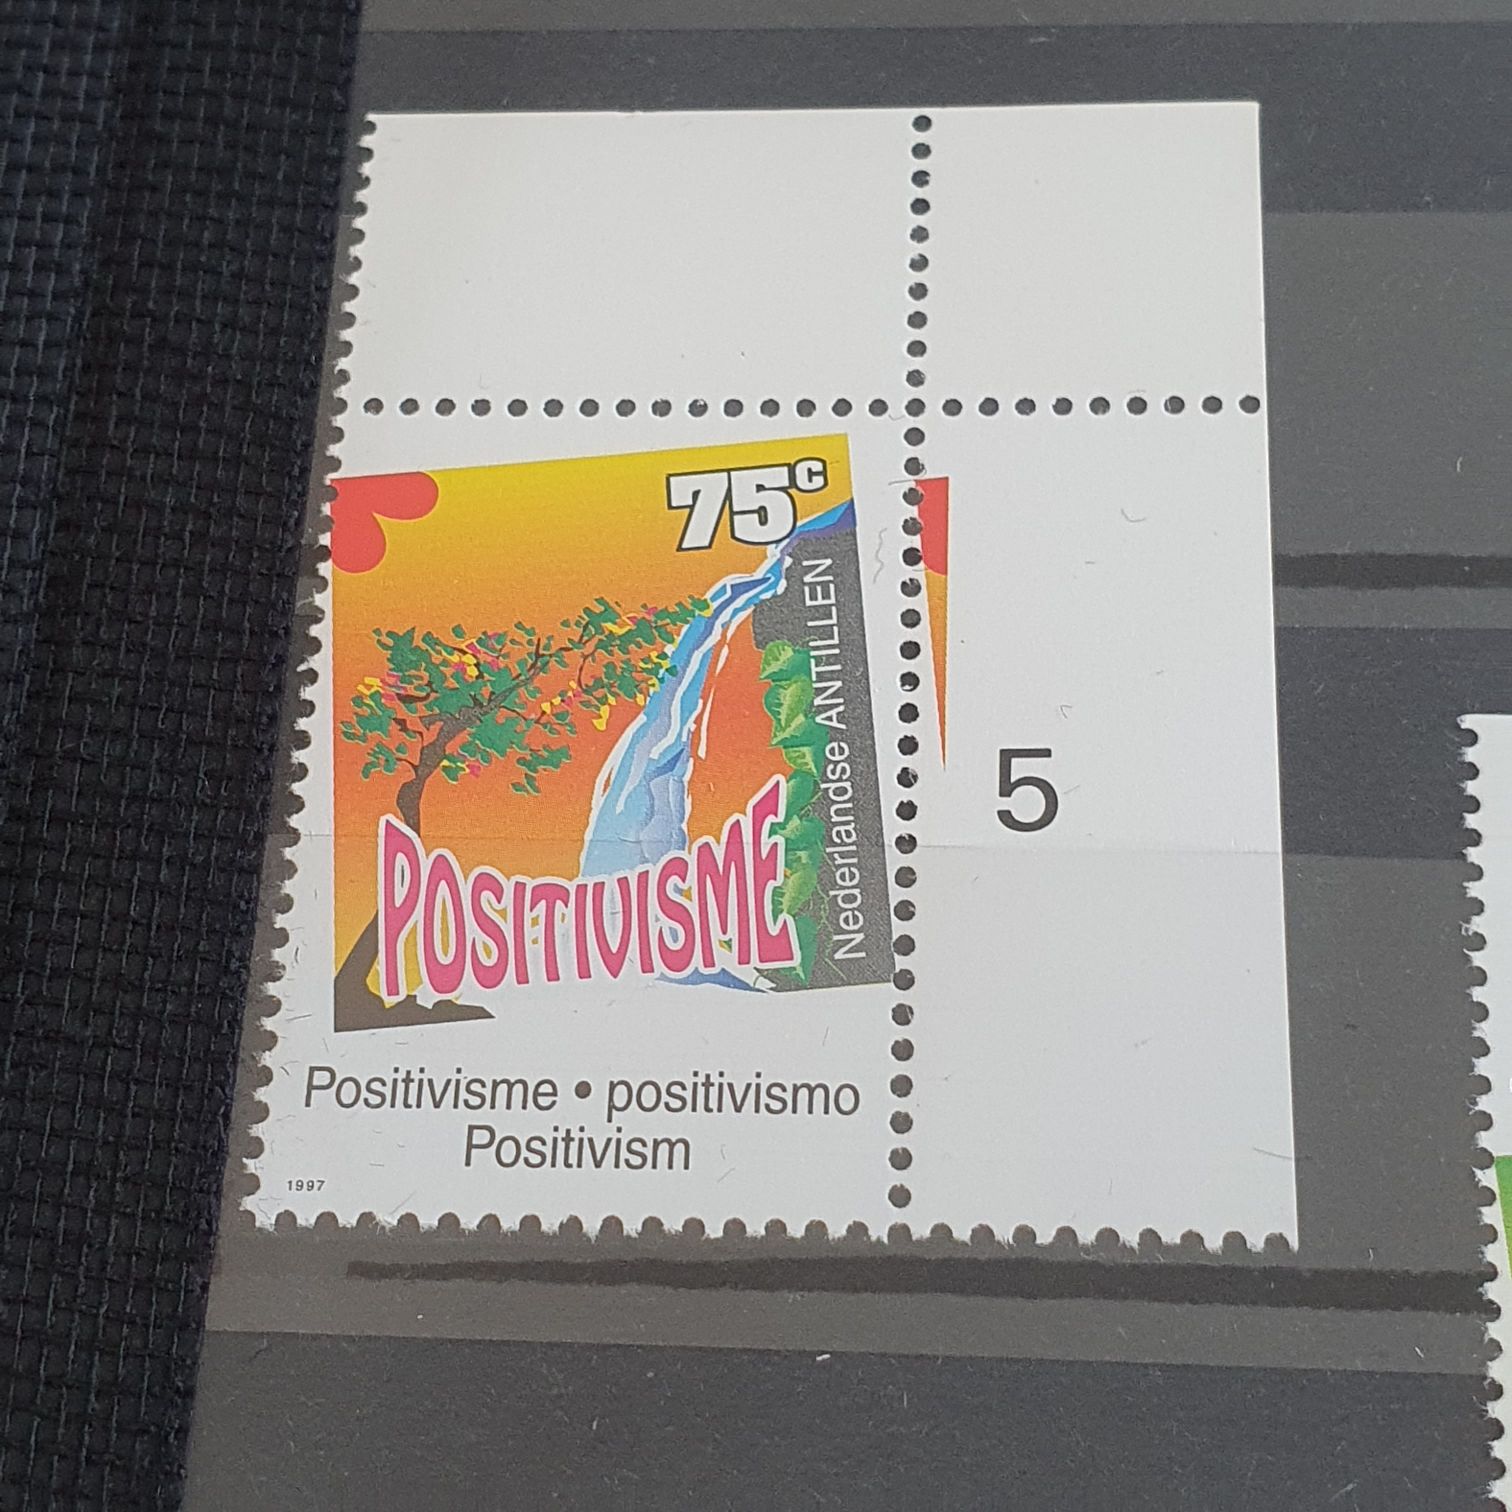 75c
Nederlandse ANTILLEN
5
POSITIVISME
Positivisme • positivismo
Positivism
1997